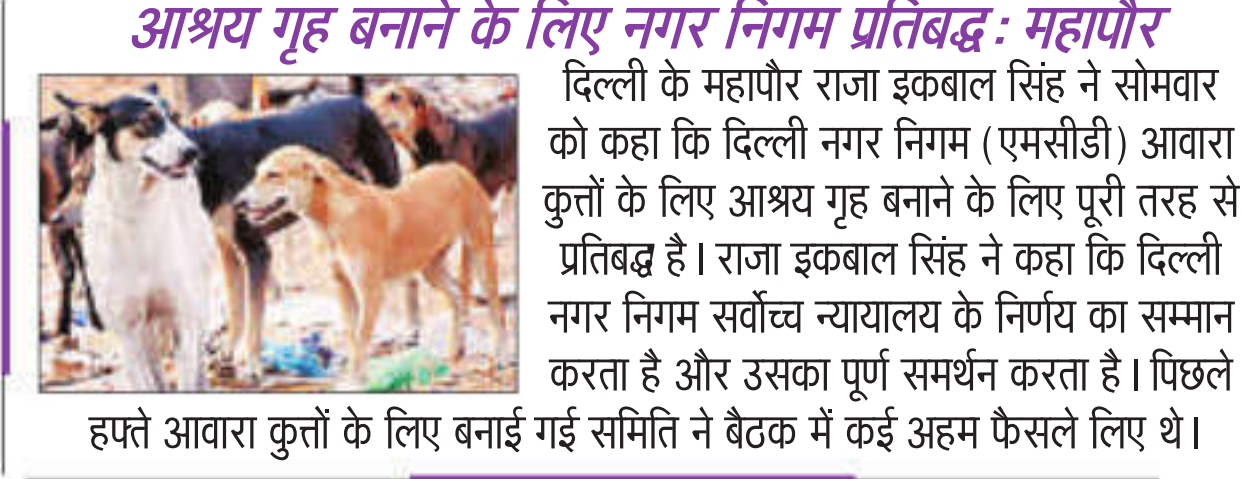 आश्रय गृह बनाने के लिए नगर निगम प्रतिबद्ध : महापौर
दिल्ली के महापौर राजा इकबाल सिंह ने सोमवार
को कहा कि दिल्ली नगर निगम (एमसीडी) आवारा
कुत्तों के लिए आश्रय गृह बनाने के लिए पूरी तरह से
प्रतिबद्ध है। राजा इकबाल सिंह ने कहा कि दिल्ली
नगर निगम सर्वोच्च न्यायालय के निर्णय का सम्मान
करता है और उसका पूर्ण समर्थन करता है। पिछले
हफ्ते आवारा कुत्तों के लिए बनाई गई समिति ने बैठक में कई अहम फैसले लिए थे।